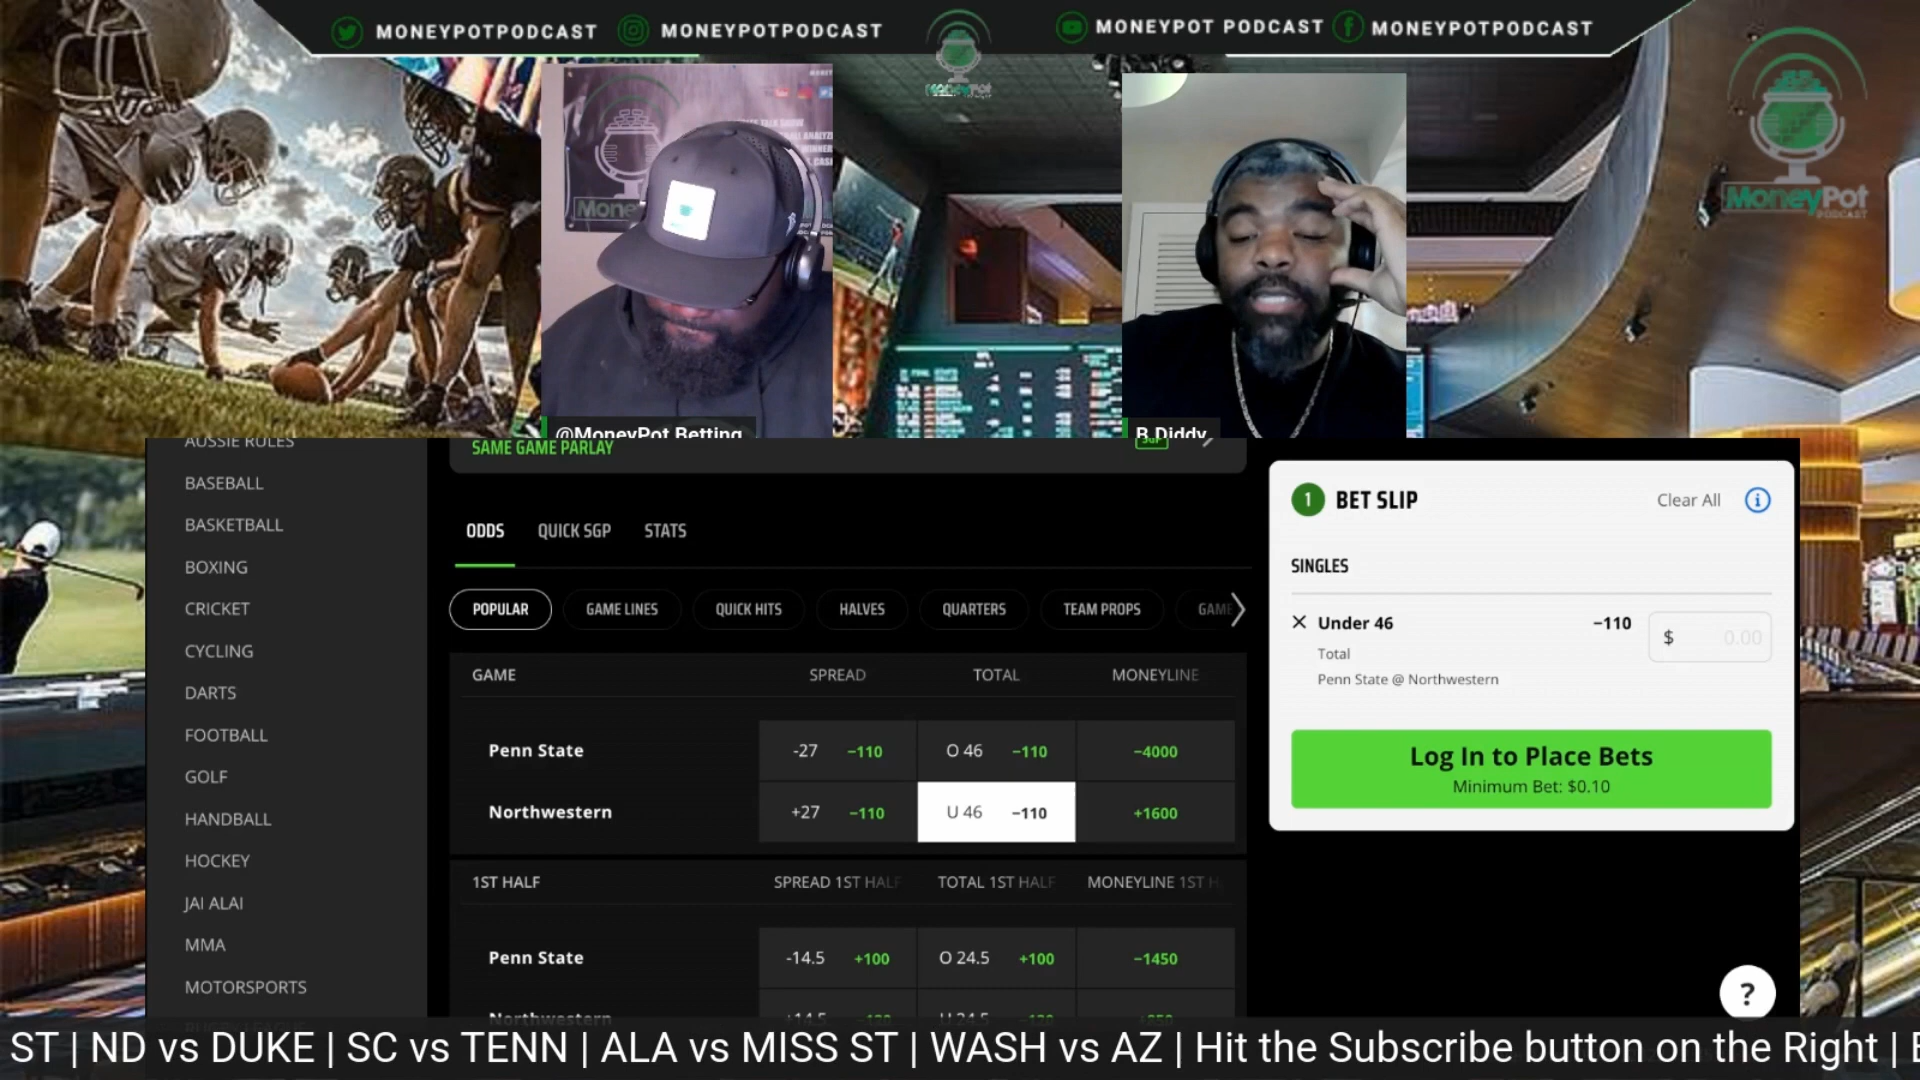 MONEYPOTPODCAST
MONEYPOTPODCAST
MONEYPOT PODCAST
MONEYPOTPODCAST
MoneyPot
PODCAST
@MoneyPot Betting
B Diddy
AUSSIE RULES
BASEBALL
BASKETBALL
BOXING
CRICKET
CYCLING
DARTS
FOOTBALL
GOLF
HANDBALL
HOCKEY
JAI ALAI
MMA
MOTORSPORTS
SAME GAME PARLAY
ODDS QUICK SGP STATS
POPULAR GAME LINES QUICK HITS HALVES QUARTERS TEAM PROPS GAME
GAME SPREAD TOTAL MONEYLINE
Penn State -27 −110 O 46 −110 −4000
Northwestern +27 −110 U 46 −110 +1600
1ST HALF SPREAD 1ST HALF TOTAL 1ST HALF MONEYLINE 1ST H
Penn State -14.5 +100 O 24.5 +100 −1450
Northwestern
1 BET SLIP Clear All
SINGLES
Under 46 −110 $ 0.00
Total
Penn State @ Northwestern
Log In to Place Bets
Minimum Bet: $0.10
?
ST | ND vs DUKE | SC vs TENN | ALA vs MISS ST | WASH vs AZ | Hit the Subscribe button on the Right |